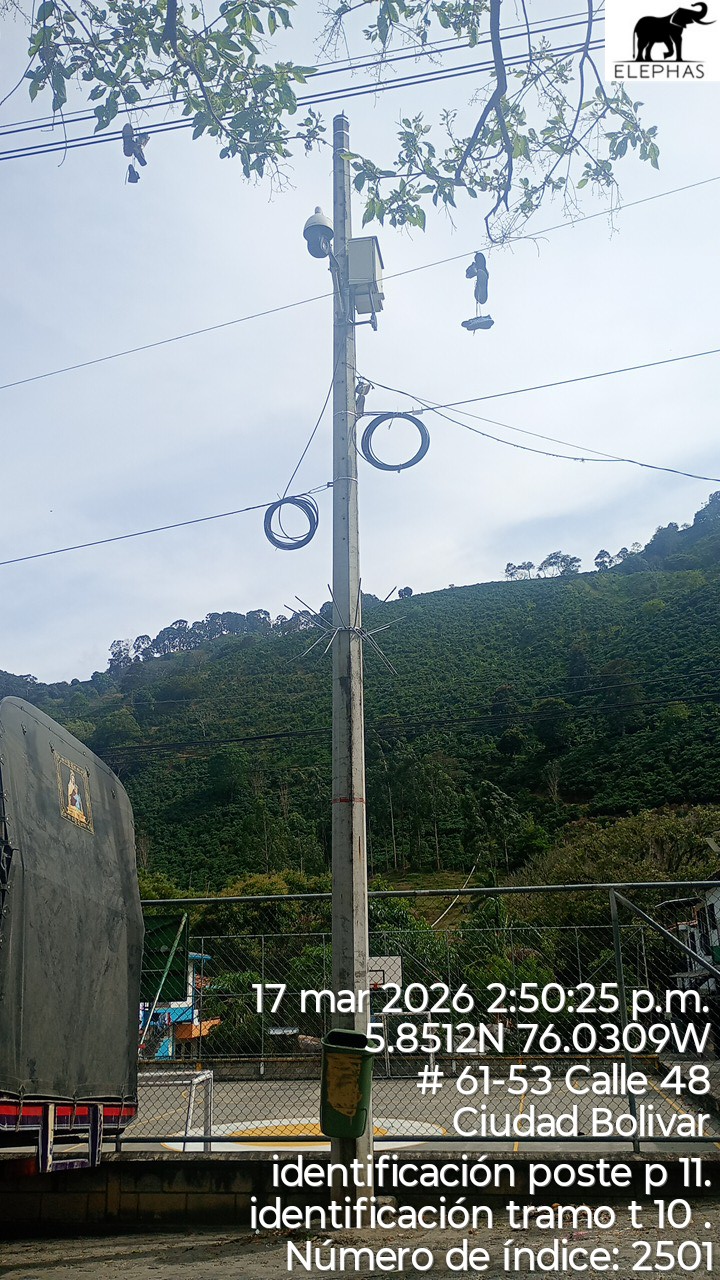 ELEPHAS
17 mar 2026 2:50:25 p.m.
5.8512N 76.0309W
# 61-53 Calle 48
Ciudad Bolivar
identificación poste p 11.
identificación tramo t 10 .
Número de índice: 2501